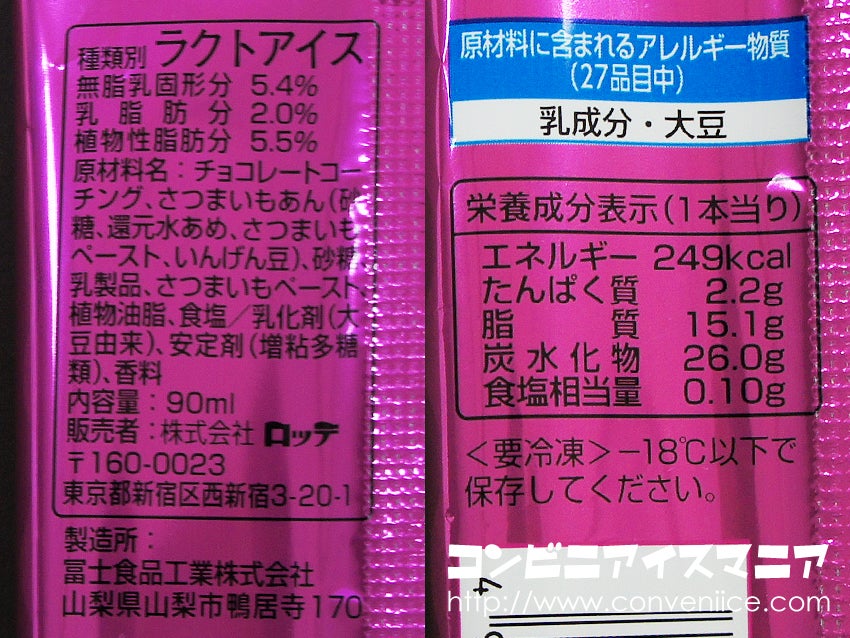 種類別 ラクトアイス
無脂乳固形分 5.4%
乳脂肪分 2.0%
植物性脂肪分 5.5%
原材料名：チョコレートコー
チング、さつまいもあん（砂
糖、還元水あめ、さつまいも
ペースト、いんげん豆）、砂糖、
乳製品、さつまいもペースト、
植物油脂、食塩／乳化剤（大
豆由来）、安定剤（増粘多糖
類）、香料
内容量：90ml
販売者：株式会社 ロッテ
〒160-0023
東京都新宿区西新宿3-20-1
製造所：
富士食品工業株式会社
山梨県山梨市鴨居寺170
原材料に含まれるアレルギー物質
（27品目中）
乳成分・大豆
栄養成分表示（1本当り）
エネルギー 249kcal
たんぱく質 2.2g
脂質 15.1g
炭水化物 26.0g
食塩相当量 0.10g
＜要冷凍＞−18℃以下で
保存してください。
コンビニアイスマニア
http://www.conveniice.com
4